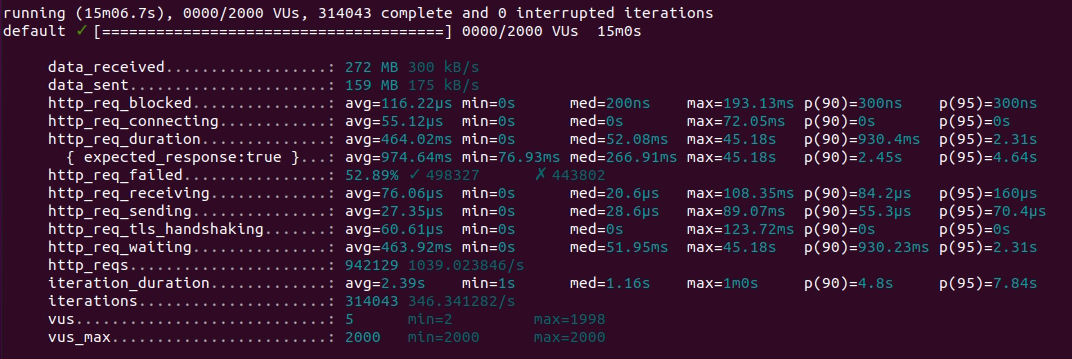 running (15m06.7s), 0000/2000 VUs, 314043 complete and 0 interrupted iterations
default ✓ [======================================] 0000/2000 VUs  15m0s
data_received..................: 272 MB 300 kB/s
data_sent......................: 159 MB 175 kB/s
http_req_blocked...............: avg=116.22µs min=0s      med=200ns    max=193.13ms p(90)=300ns    p(95)=300ns
http_req_connecting............: avg=55.12µs  min=0s      med=0s       max=72.05ms  p(90)=0s       p(95)=0s
http_req_duration..............: avg=464.02ms min=0s      med=52.08ms  max=45.18s   p(90)=930.4ms  p(95)=2.31s
{ expected_response:true }...: avg=974.64ms min=76.93ms med=266.91ms max=45.18s   p(90)=2.45s    p(95)=4.64s
http_req_failed................: 52.89% ✓ 498327      ✗ 443802
http_req_receiving.............: avg=76.06µs  min=0s      med=20.6µs   max=108.35ms p(90)=84.2µs   p(95)=160µs
http_req_sending...............: avg=27.35µs  min=0s      med=28.6µs   max=89.07ms  p(90)=55.3µs   p(95)=70.4µs
http_req_tls_handshaking.......: avg=60.61µs  min=0s      med=0s       max=123.72ms p(90)=0s       p(95)=0s
http_req_waiting...............: avg=463.92ms min=0s      med=51.95ms  max=45.18s   p(90)=930.23ms p(95)=2.31s
http_reqs......................: 942129 1039.023846/s
iteration_duration.............: avg=2.39s    min=1s      med=1.16s    max=1m0s     p(90)=4.8s     p(95)=7.84s
iterations.....................: 314043 346.341282/s
vus............................: 5      min=2         max=1998
vus_max........................: 2000   min=2000      max=2000